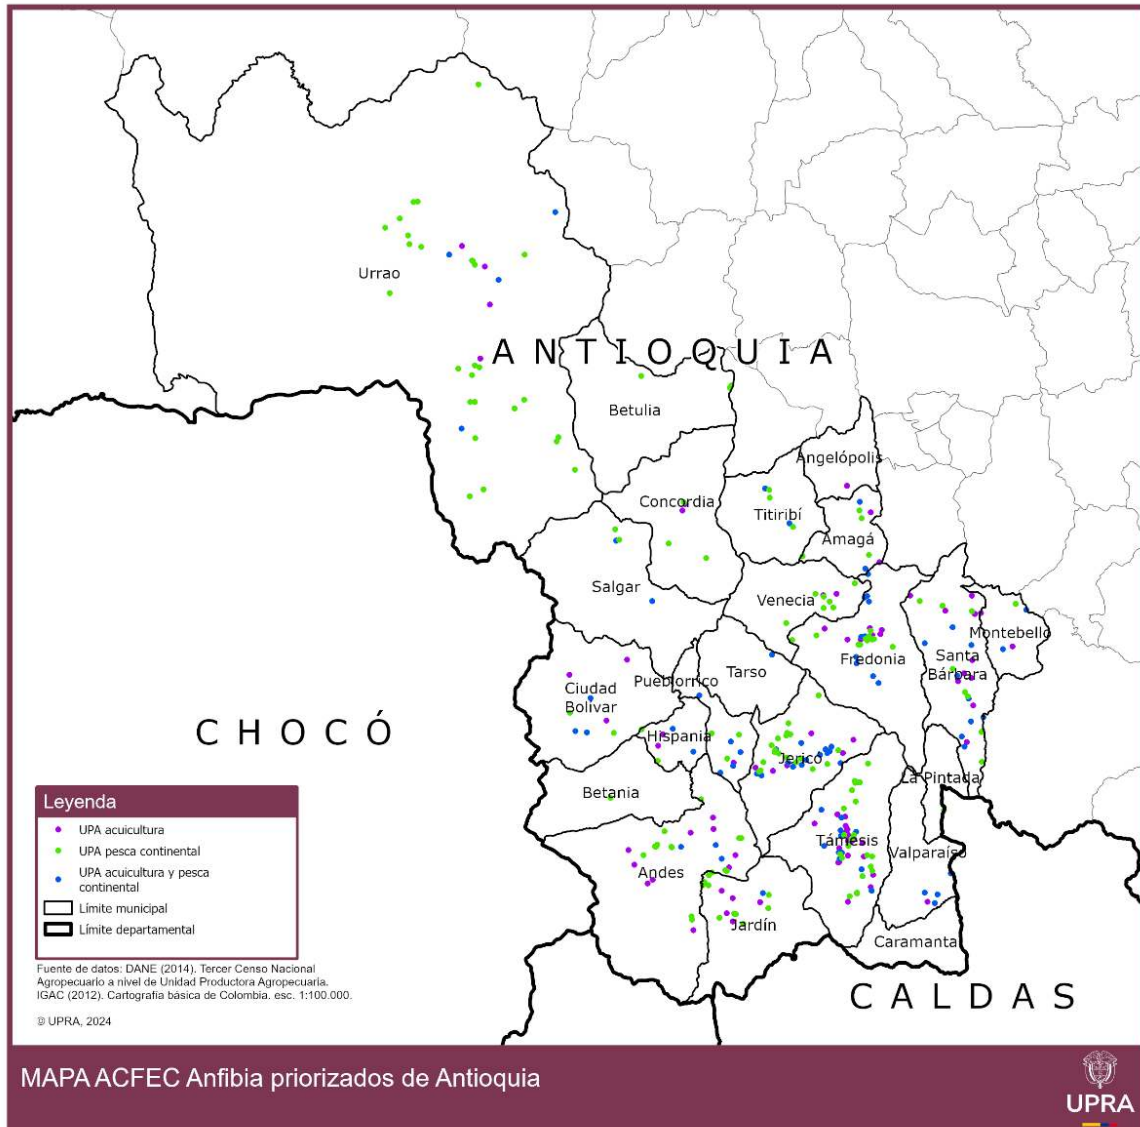 Urrao
ANTIOQUIA
Betulia
Angelópolis
Concordia
Titiribí
Amagá
Salgar
Venecia
Montebello
Fredonia
Santa
Bárbara
Tarso
Pueblorrico
Ciudad
Bolívar
CHOCÓ
Hispania
Jericó
La Pintada
Betania
Támesis
Valparaíso
Andes
Jardín
Caramanta
CALDAS
Leyenda
UPA acuicultura
UPA pesca continental
UPA acuicultura y pesca
continental
Límite municipal
Límite departamental
Fuente de datos: DANE (2014). Tercer Censo Nacional
Agropecuario a nivel de Unidad Productora Agropecuaria.
IGAC (2012). Cartografía básica de Colombia. esc. 1:100.000.
© UPRA, 2024
MAPA ACFEC Anfibia priorizados de Antioquia
UPRA